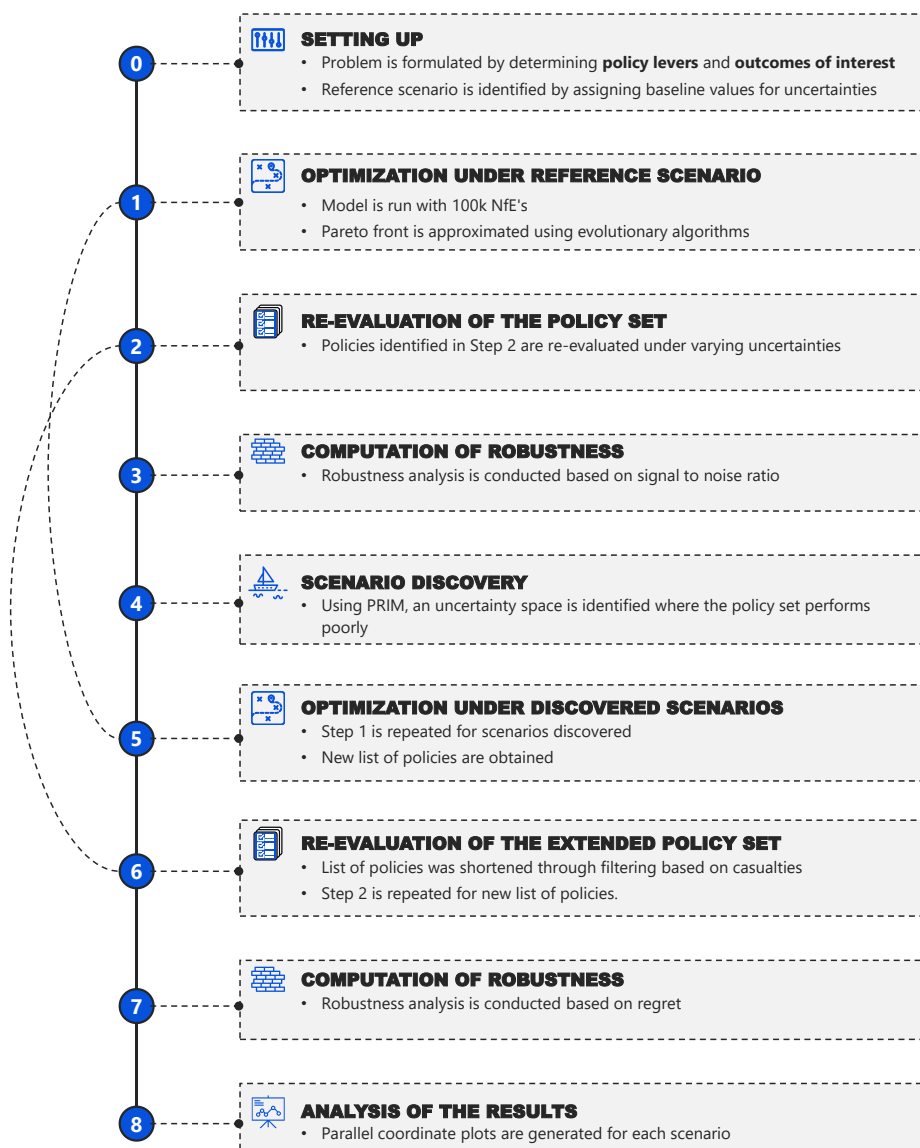 0
SETTING UP
• Problem is formulated by determining policy levers and outcomes of interest
• Reference scenario is identified by assigning baseline values for uncertainties
1
OPTIMIZATION UNDER REFERENCE SCENARIO
• Model is run with 100k NfE's
• Pareto front is approximated using evolutionary algorithms
2
RE-EVALUATION OF THE POLICY SET
• Policies identified in Step 2 are re-evaluated under varying uncertainties
3
COMPUTATION OF ROBUSTNESS
• Robustness analysis is conducted based on signal to noise ratio
4
SCENARIO DISCOVERY
• Using PRIM, an uncertainty space is identified where the policy set performs
poorly
5
OPTIMIZATION UNDER DISCOVERED SCENARIOS
• Step 1 is repeated for scenarios discovered
• New list of policies are obtained
6
RE-EVALUATION OF THE EXTENDED POLICY SET
• List of policies was shortened through filtering based on casualties
• Step 2 is repeated for new list of policies.
7
COMPUTATION OF ROBUSTNESS
• Robustness analysis is conducted based on regret
8
ANALYSIS OF THE RESULTS
• Parallel coordinate plots are generated for each scenario